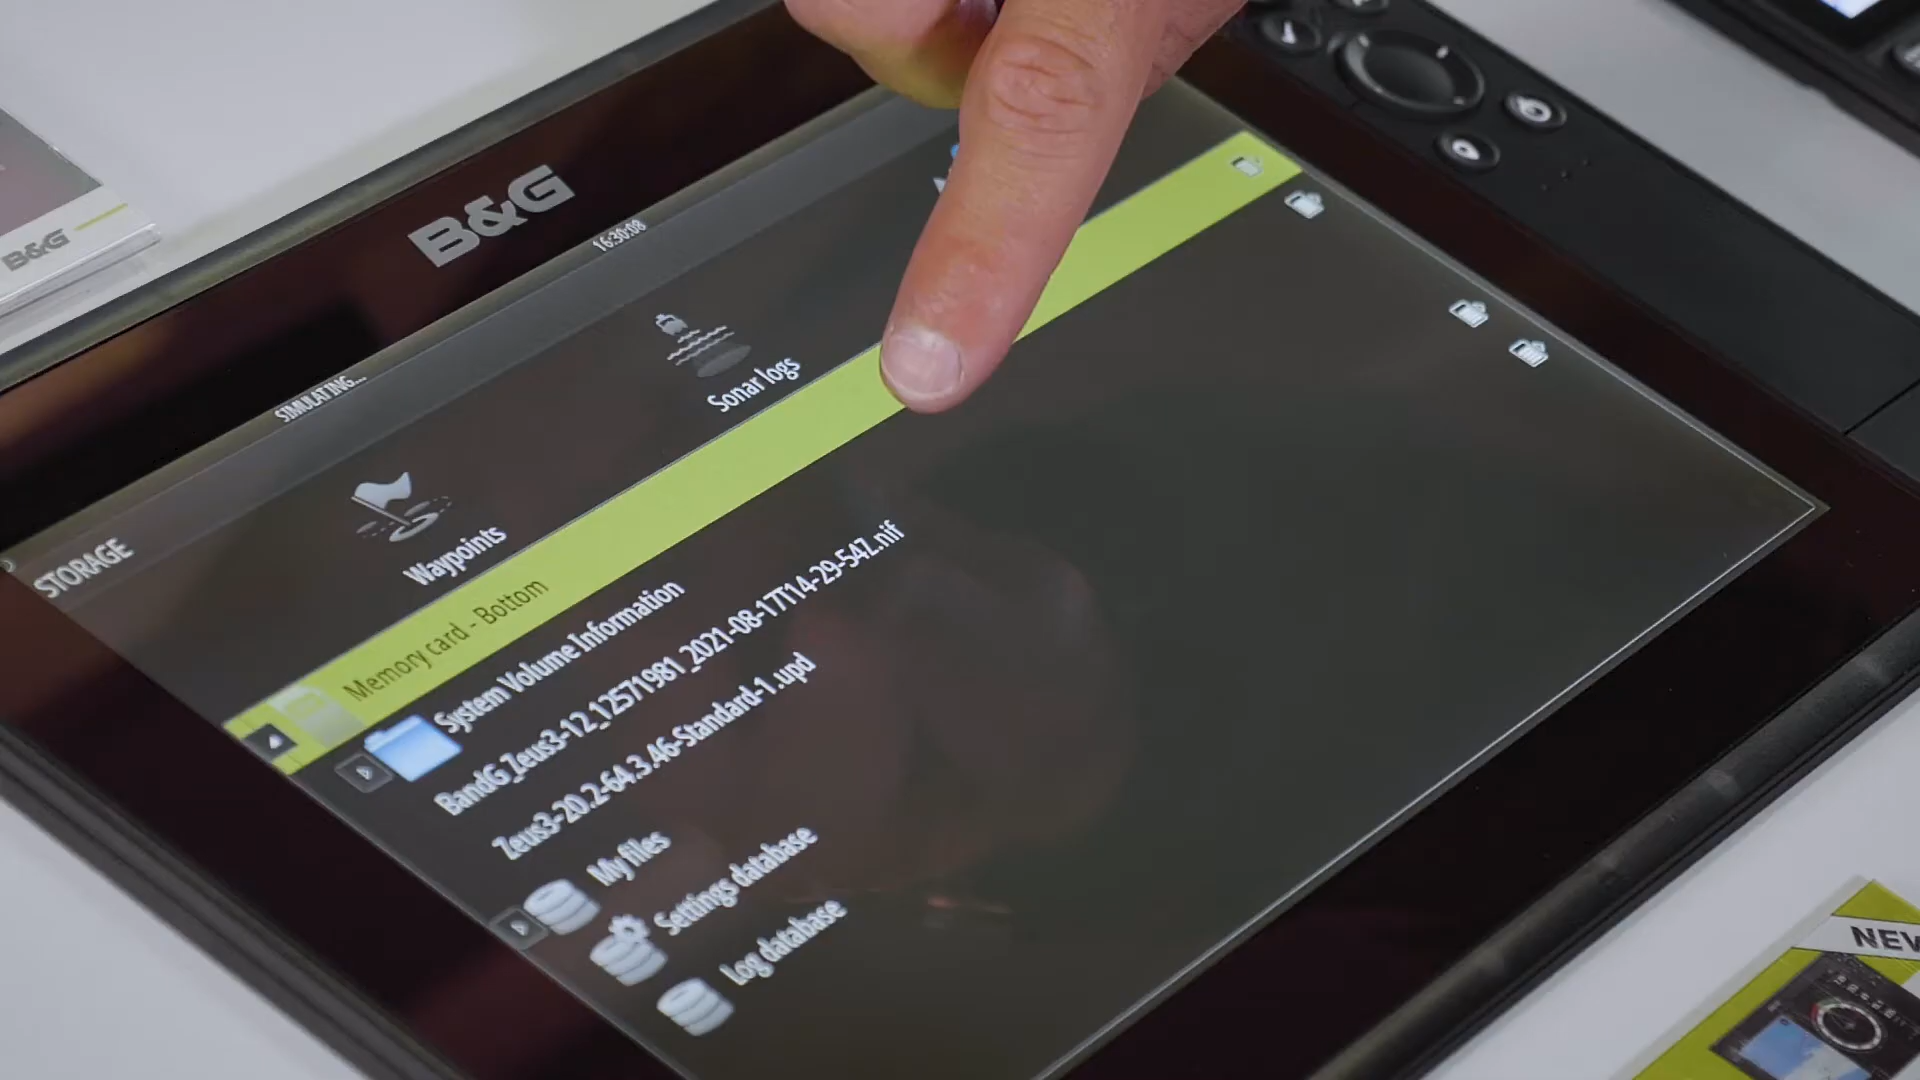 B&G
B&G
16:30:08
SIMULATING...
STORAGE
Waypoints
Sonar logs
Memory card - Bottom
System Volume Information
BandG_Zeus3-12_12571981_2021-08-17T14-29-54Z.nif
Zeus3-20.2-64.3.46-Standard-1.upd
My files
Settings database
Log database
NEW